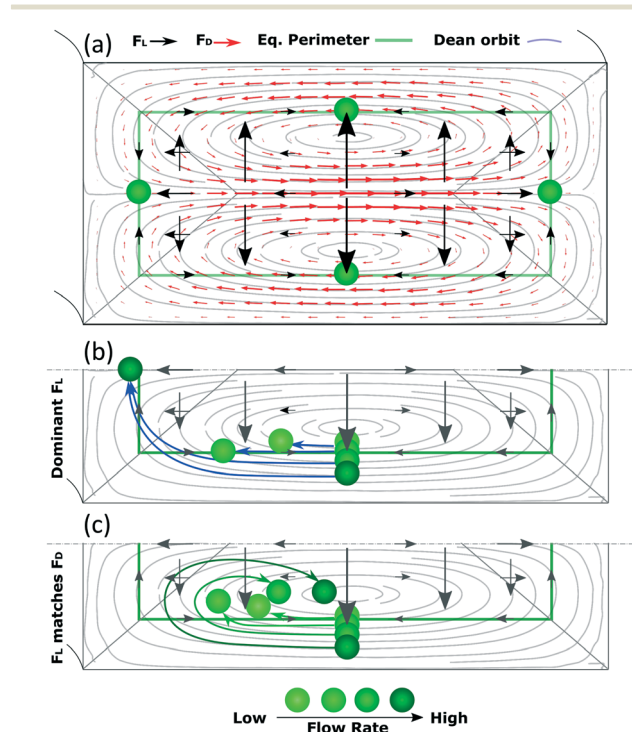 (a) FL FD Eq. Perimeter Dean orbit
(b)
Dominant FL
(c)
FL matches FD
Low High
Flow Rate